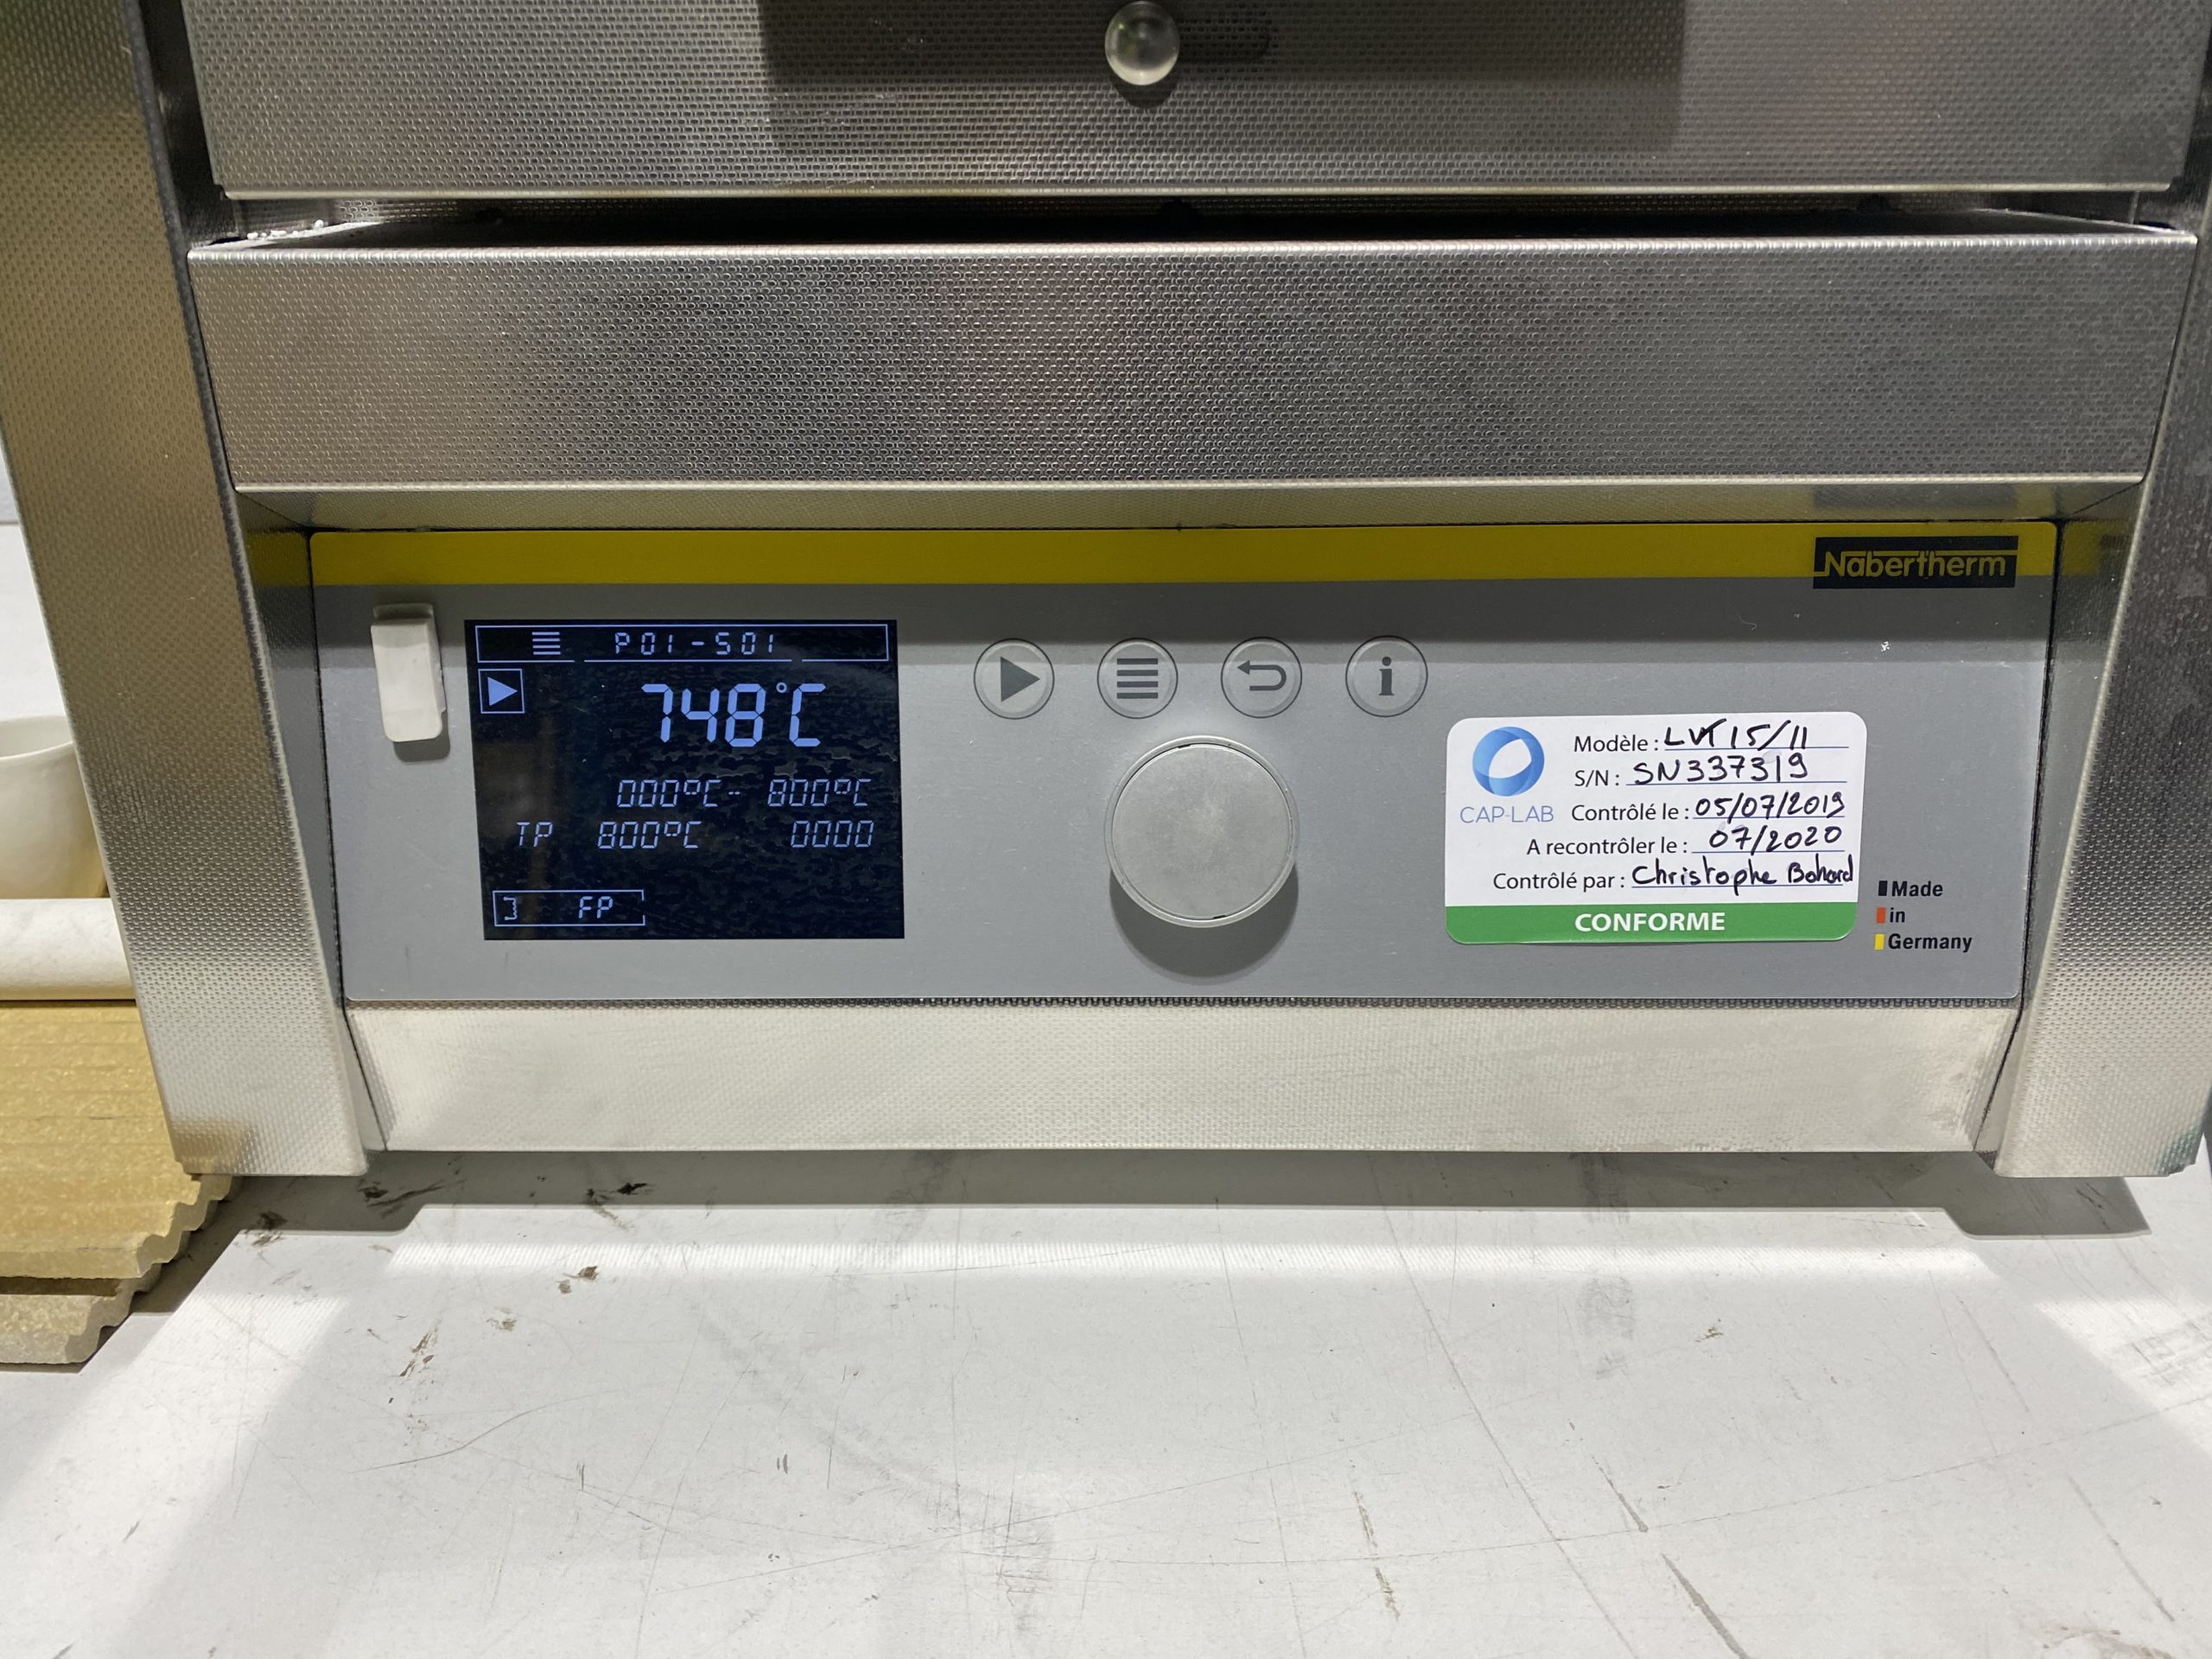 Nabertherm
P01-S01
748°C
000°C- 800°C
TP 800°C 0000
FP
i
CAP-LAB
Modèle : LVT 15/11
S/N : SN337319
Contrôlé le : 05/07/2019
A recontrôler le : 07/2020
Contrôlé par : Christophe
CONFORME
Made
in
Germany